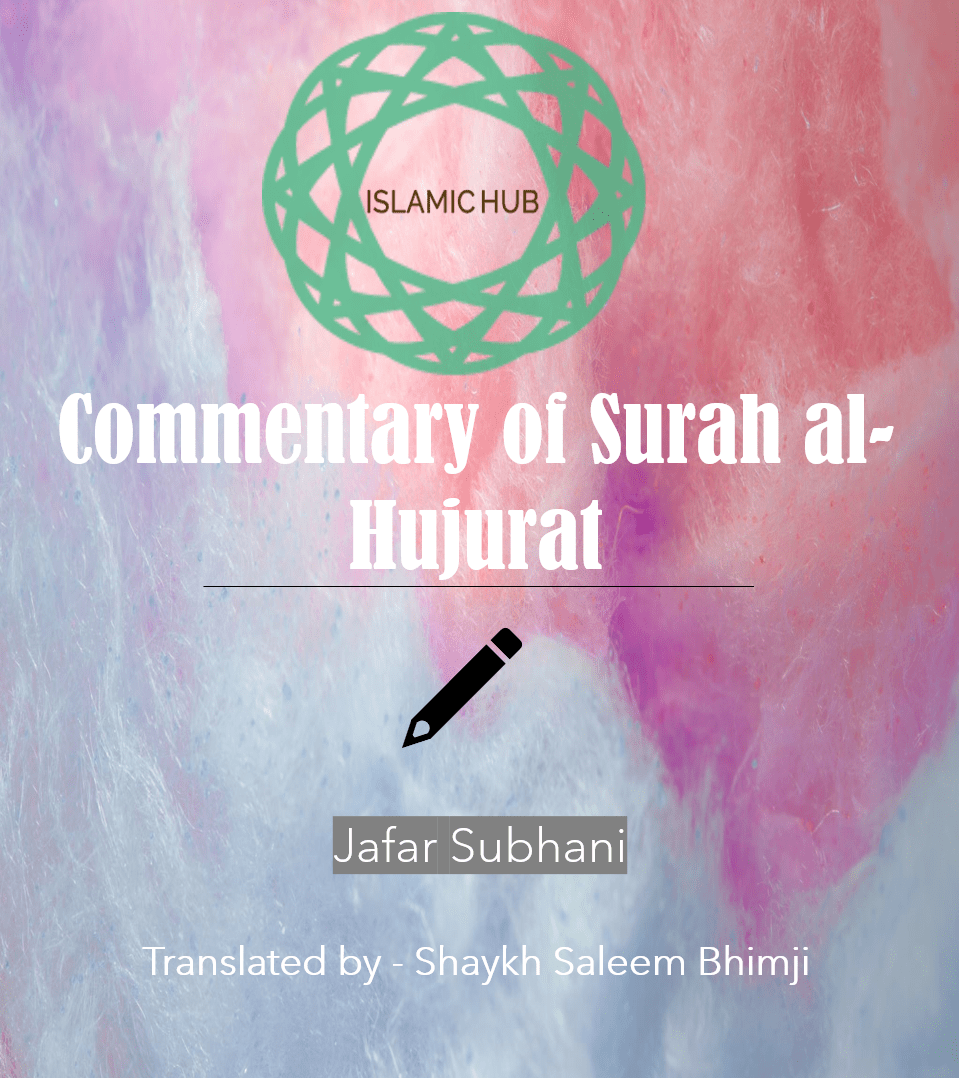 ISLAMIC HUB
Commentary of Surah al-
Hujurat
Jafar Subhani
Translated by - Shaykh Saleem Bhimji